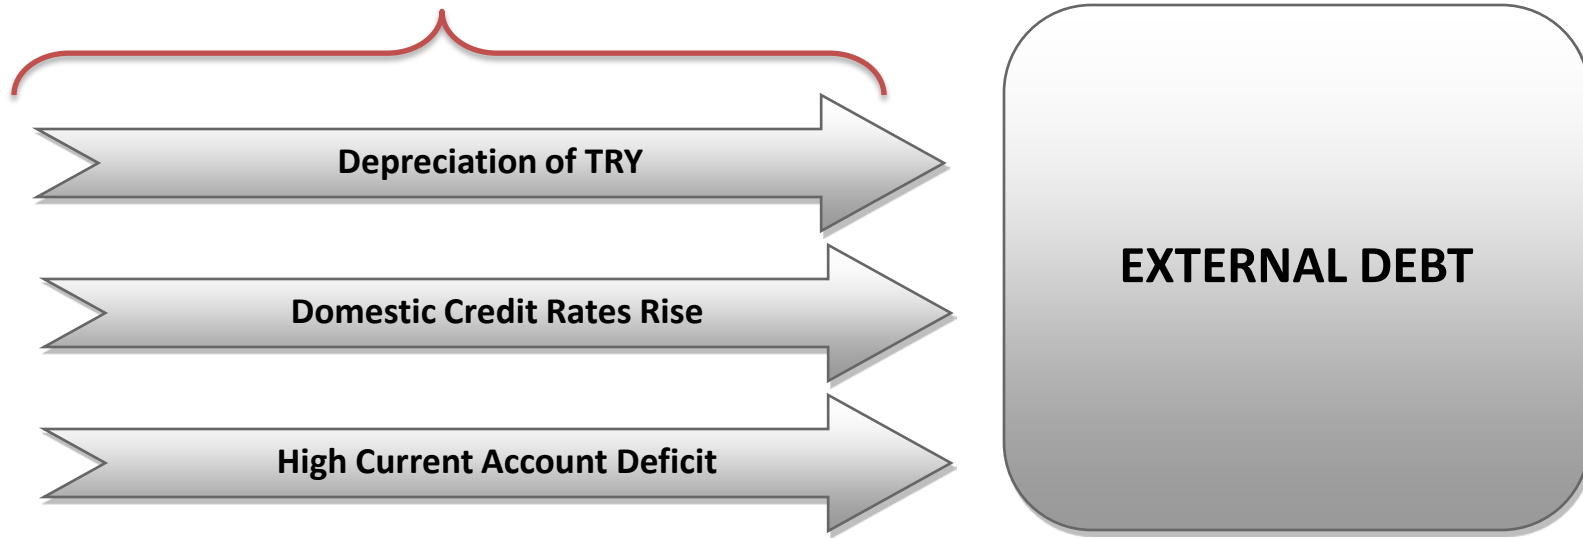 Depreciation of TRY
Domestic Credit Rates Rise
High Current Account Deficit
EXTERNAL DEBT